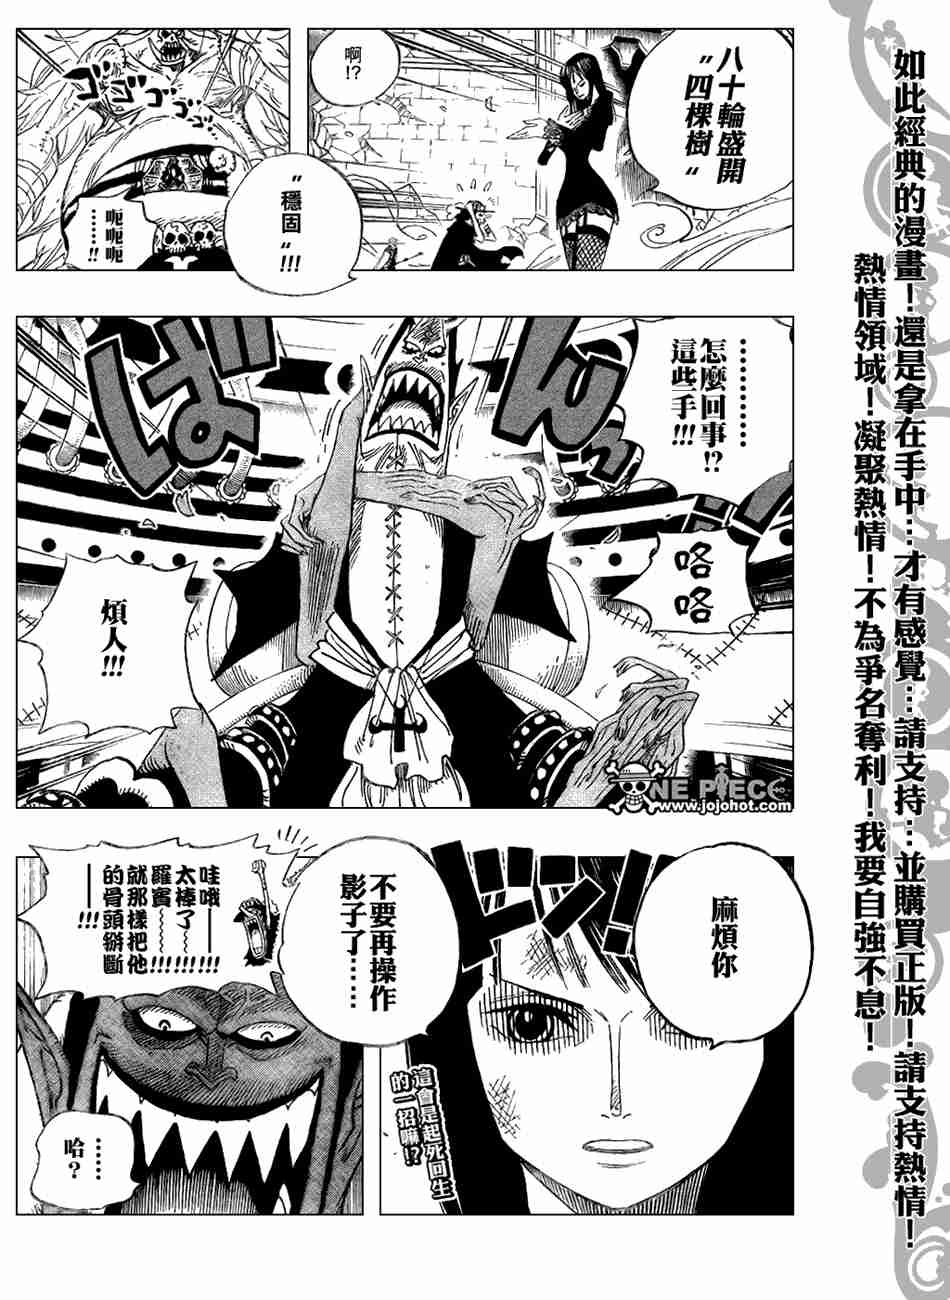 如此經典的漫畫！還是拿在手中…才有感覺…請支持…並購買正版！請支持熱情！
熱情領域！凝聚熱情！不為爭名奪利！我要自強不息！
八十輪盛開
"四棵樹"
啊!?
"穩固"!!!
ゴゴゴゴゴ
……呃呃呃!!
…………
怎麼回事!?
這些手!!!
ばん
咯咯
煩人!!!
ONE PIECE
www.jojohot.com
麻煩你
ドドン!!
不要再操作
影子了……
這會是起死回生
的一招嘛!?
哇哦——
太棒了～～
羅賓～～!!!!
就那樣把他
的骨頭掰斷
——!!!
……
哈？